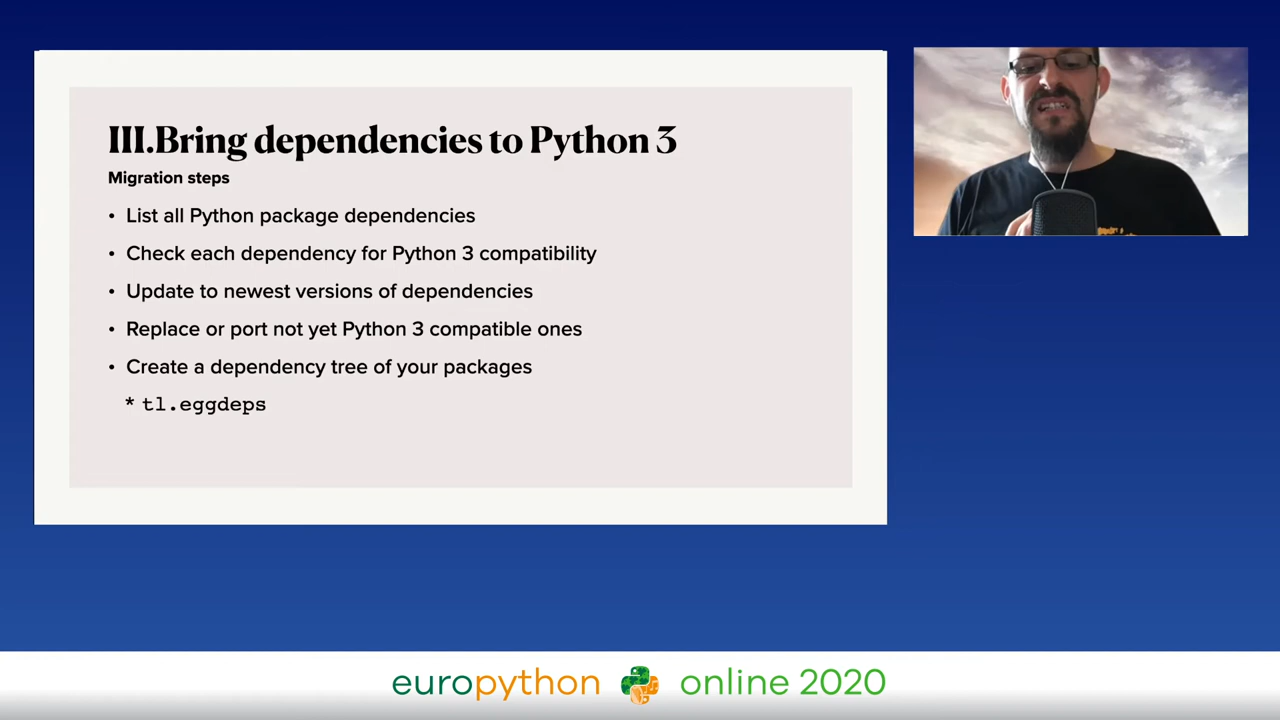 III.Bring dependencies to Python 3
Migration steps
• List all Python package dependencies
• Check each dependency for Python 3 compatibility
• Update to newest versions of dependencies
• Replace or port not yet Python 3 compatible ones
• Create a dependency tree of your packages
* tl.eggdeps
europython online 2020